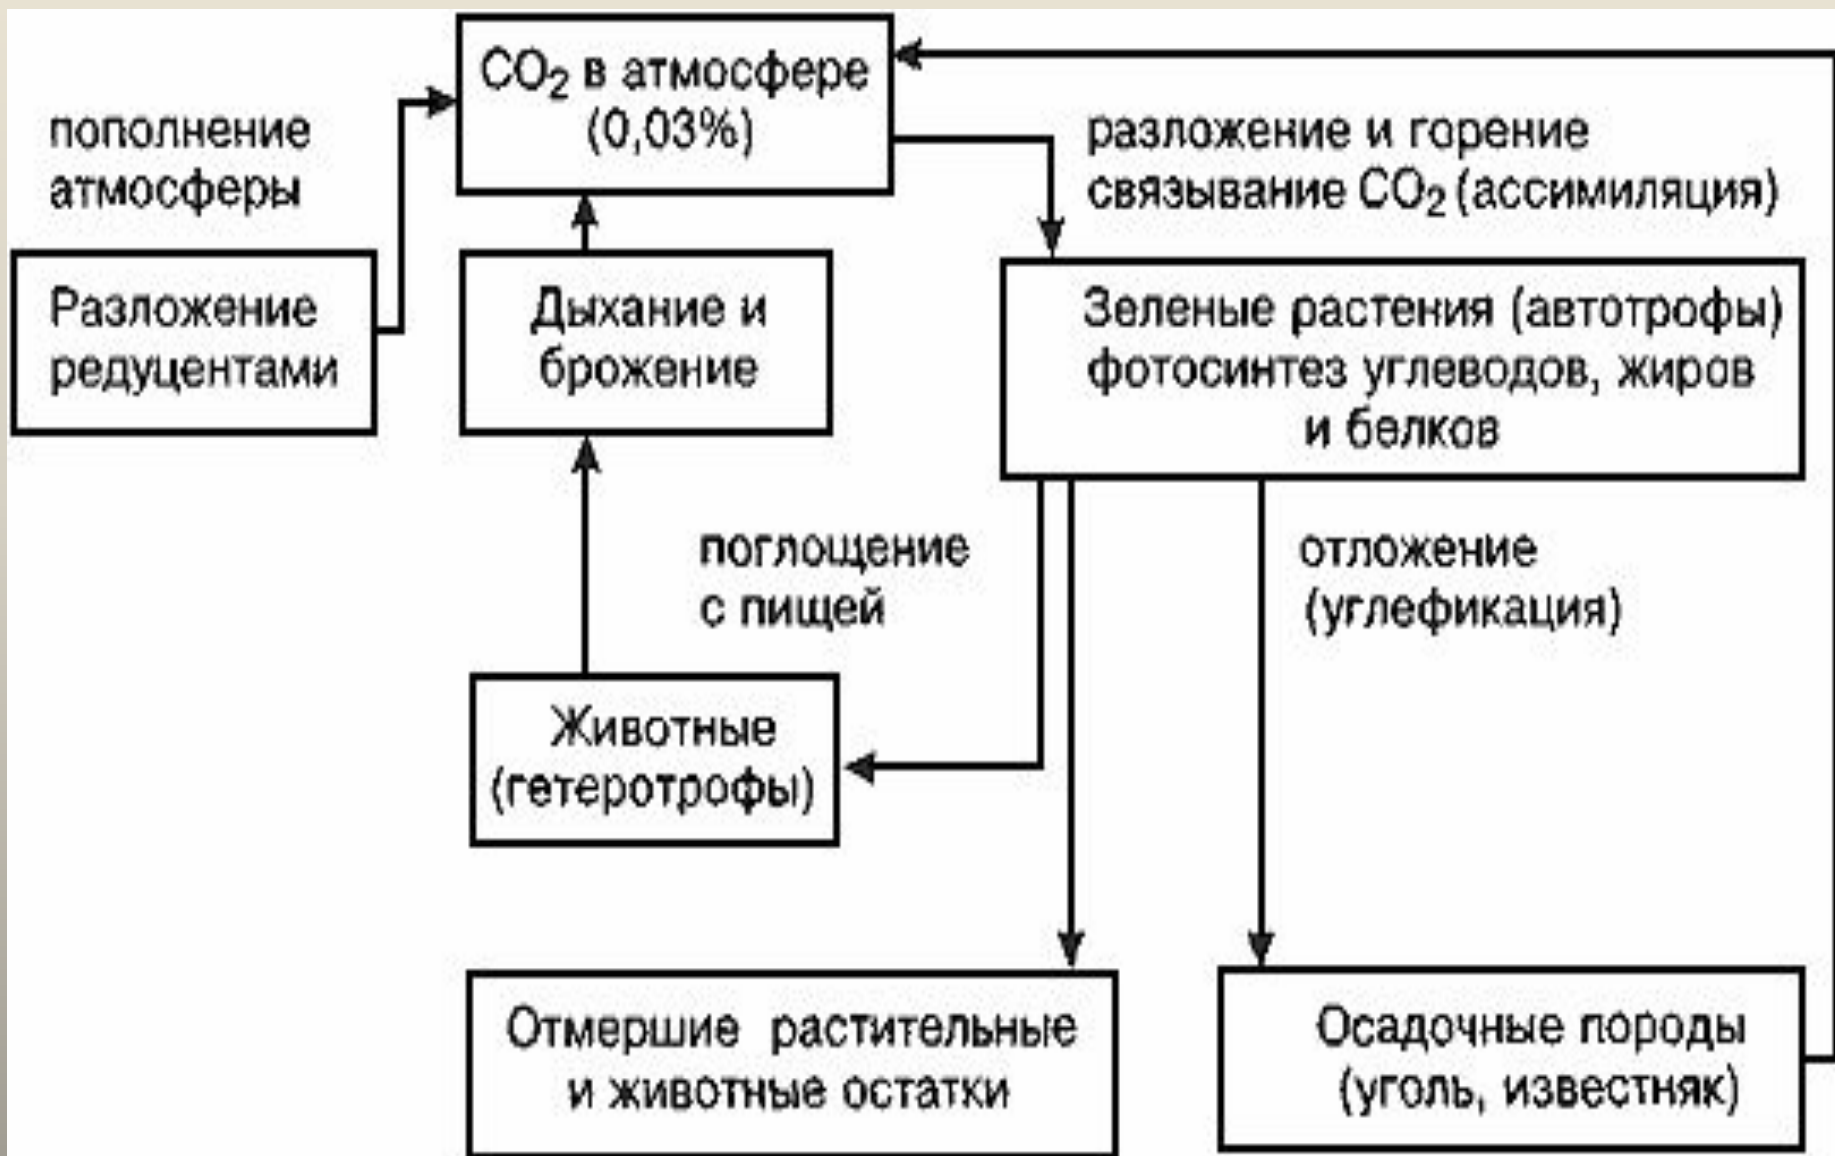 CO₂ в атмосфере
(0,03%)
пополнение
атмосферы
разложение и горение
связывание CO₂ (ассимиляция)
Разложение
редуцентами
Дыхание и
брожение
Зеленые растения (автотрофы)
фотосинтез углеводов, жиров
и белков
поглощение
с пищей
отложение
(углефикация)
Животные
(гетеротрофы)
Отмершие растительные
и животные остатки
Осадочные породы
(уголь, известняк)